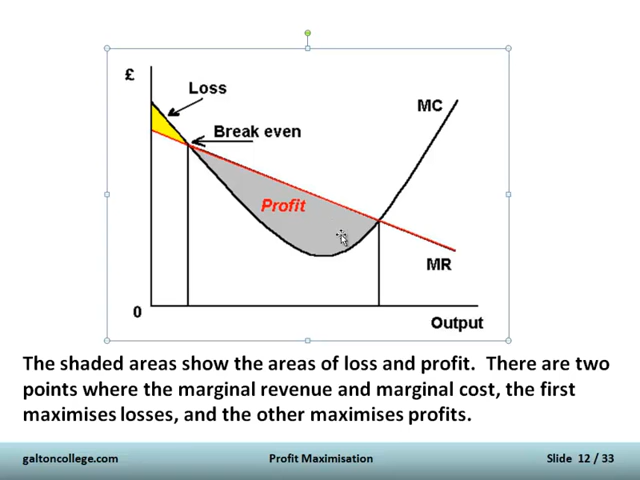 £
Loss
MC
Break even
Profit
MR
0
Output
The shaded areas show the areas of loss and profit.  There are two
points where the marginal revenue and marginal cost, the first
maximises losses, and the other maximises profits.
galtoncollege.com
Profit Maximisation
Slide  12 / 33